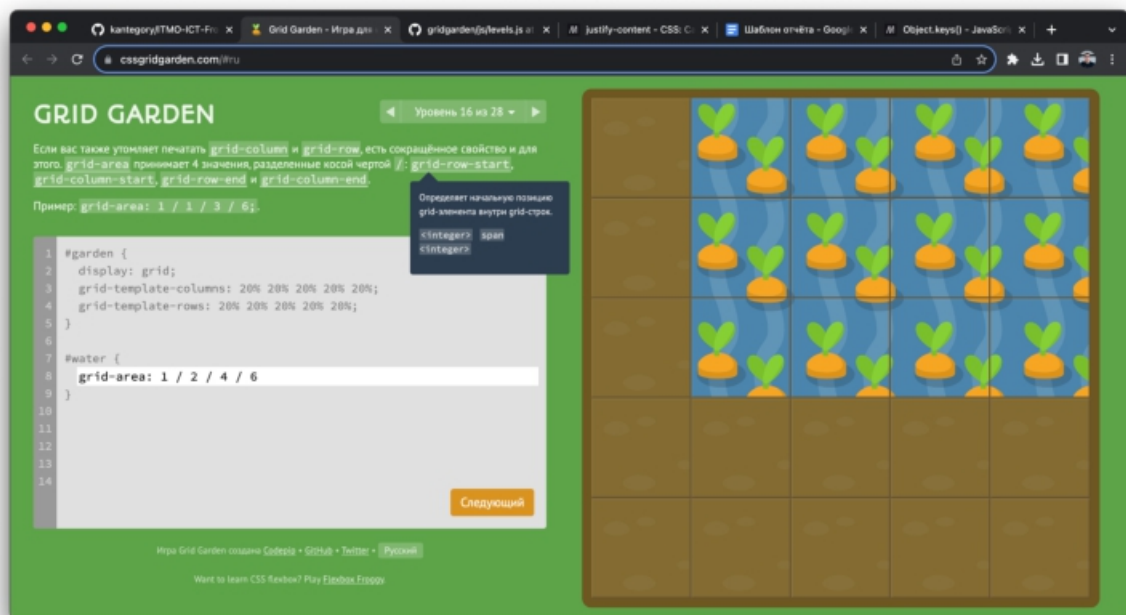 kantegory/ITMO-ICT-Fro
Grid Garden - Игра для
gridgarden/js/levels.js at
justify-content - CSS: Ca
Шаблон отчёта - Google
Object.keys() - JavaScrip
cssgridgarden.com/#ru
GRID GARDEN
Уровень 16 из 28
Если вас также утомляет печатать grid-column и grid-row, есть сокращённое свойство и для
этого. grid-area принимает 4 значения, разделенные косой чертой /: grid-row-start,
grid-column-start, grid-row-end и grid-column-end.
Пример: grid-area: 1 / 1 / 3 / 6;.
Определяет начальную позицию
grid-элемента внутри grid-строк.
<integer> span
<integer>
1 #garden {
2 display: grid;
3 grid-template-columns: 20% 20% 20% 20% 20%;
4 grid-template-rows: 20% 20% 20% 20% 20%;
5 }
6
7 #water {
8 grid-area: 1 / 2 / 4 / 6
9 }
10
11
12
13
14
Следующий
Игра Grid Garden создана Codepip • GitHub • Twitter • Русский
Want to learn CSS flexbox? Play Flexbox Froggy.